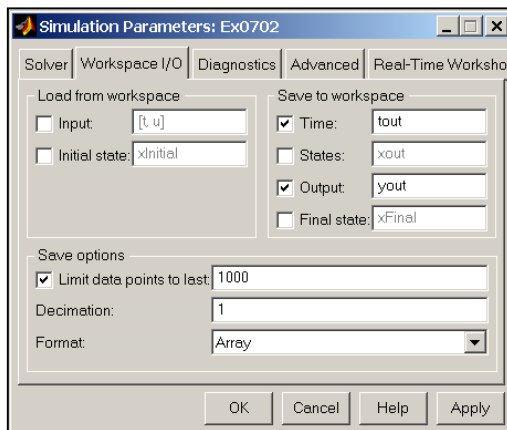 Simulation Parameters: Ex0702
Solver Workspace I/O Diagnostics Advanced Real-Time Worksho
Load from workspace
Input: [t, u]
Initial state: xInitial
Save to workspace
Time: tout
States: xout
Output: yout
Final state: xFinal
Save options
Limit data points to last: 1000
Decimation: 1
Format: Array
OK Cancel Help Apply